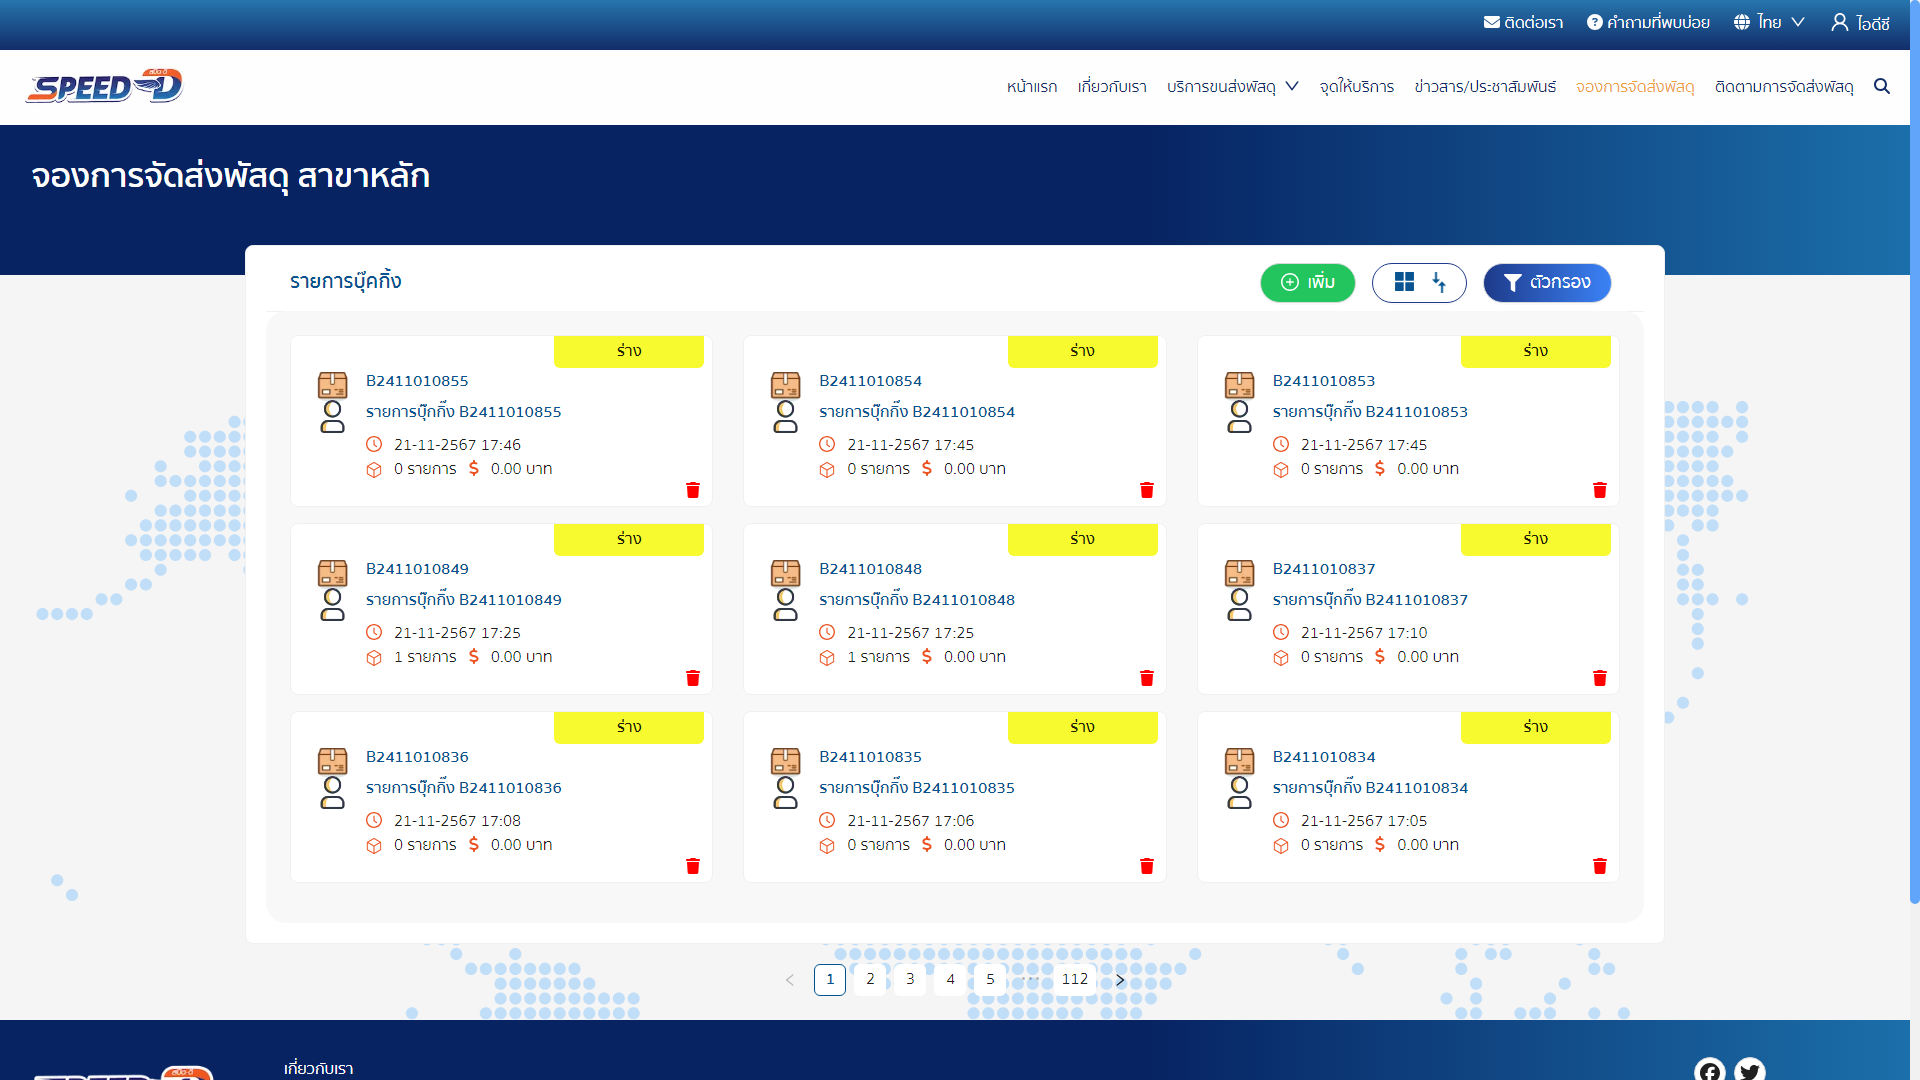 ติดต่อเรา คำถามที่พบบ่อย ไทย ไอดีซี
SPEED-D สปีด-ดี
หน้าแรก เกี่ยวกับเรา บริการขนส่งพัสดุ จุดให้บริการ ข่าวสาร/ประชาสัมพันธ์ จองการจัดส่งพัสดุ ติดตามการจัดส่งพัสดุ
จองการจัดส่งพัสดุ สาขาหลัก
รายการบุ๊คกิ้ง เพิ่ม ตัวกรอง
ร่าง
B2411010855
รายการบุ๊กกิ๊ง B2411010855
21-11-2567 17:46
0 รายการ $ 0.00 บาท
ร่าง
B2411010854
รายการบุ๊กกิ๊ง B2411010854
21-11-2567 17:45
0 รายการ $ 0.00 บาท
ร่าง
B2411010853
รายการบุ๊กกิ๊ง B2411010853
21-11-2567 17:45
0 รายการ $ 0.00 บาท
ร่าง
B2411010849
รายการบุ๊กกิ๊ง B2411010849
21-11-2567 17:25
1 รายการ $ 0.00 บาท
ร่าง
B2411010848
รายการบุ๊กกิ๊ง B2411010848
21-11-2567 17:25
1 รายการ $ 0.00 บาท
ร่าง
B2411010837
รายการบุ๊กกิ๊ง B2411010837
21-11-2567 17:10
0 รายการ $ 0.00 บาท
ร่าง
B2411010836
รายการบุ๊กกิ๊ง B2411010836
21-11-2567 17:08
0 รายการ $ 0.00 บาท
ร่าง
B2411010835
รายการบุ๊กกิ๊ง B2411010835
21-11-2567 17:06
0 รายการ $ 0.00 บาท
ร่าง
B2411010834
รายการบุ๊กกิ๊ง B2411010834
21-11-2567 17:05
0 รายการ $ 0.00 บาท
1 2 3 4 5 ••• 112
เกี่ยวกับเรา